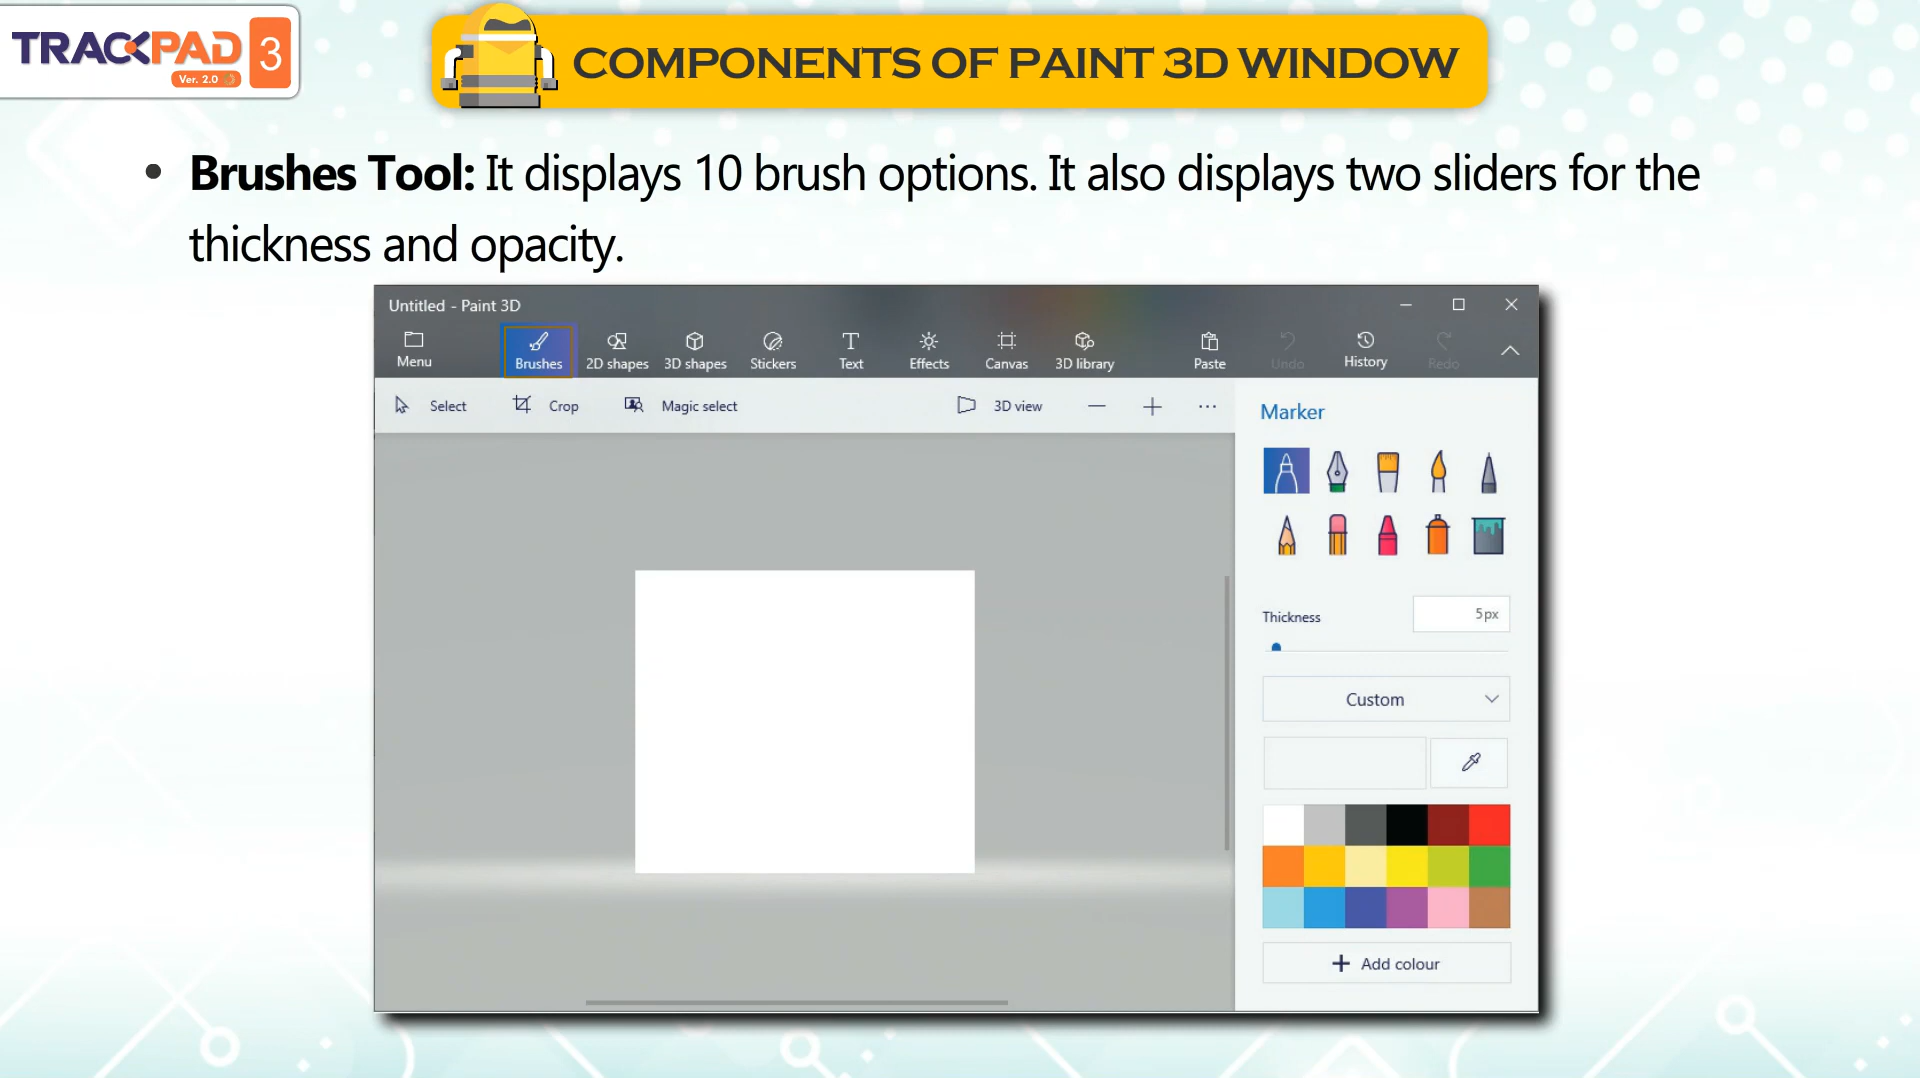 TRACKPAD 3
Ver. 2.0
COMPONENTS OF PAINT 3D WINDOW
• Brushes Tool: It displays 10 brush options. It also displays two sliders for the
thickness and opacity.
Untitled - Paint 3D
Menu Brushes 2D shapes 3D shapes Stickers Text Effects Canvas 3D library Paste Undo History Redo
Select Crop Magic select 3D view
Marker
Thickness 5px
Custom
Add colour